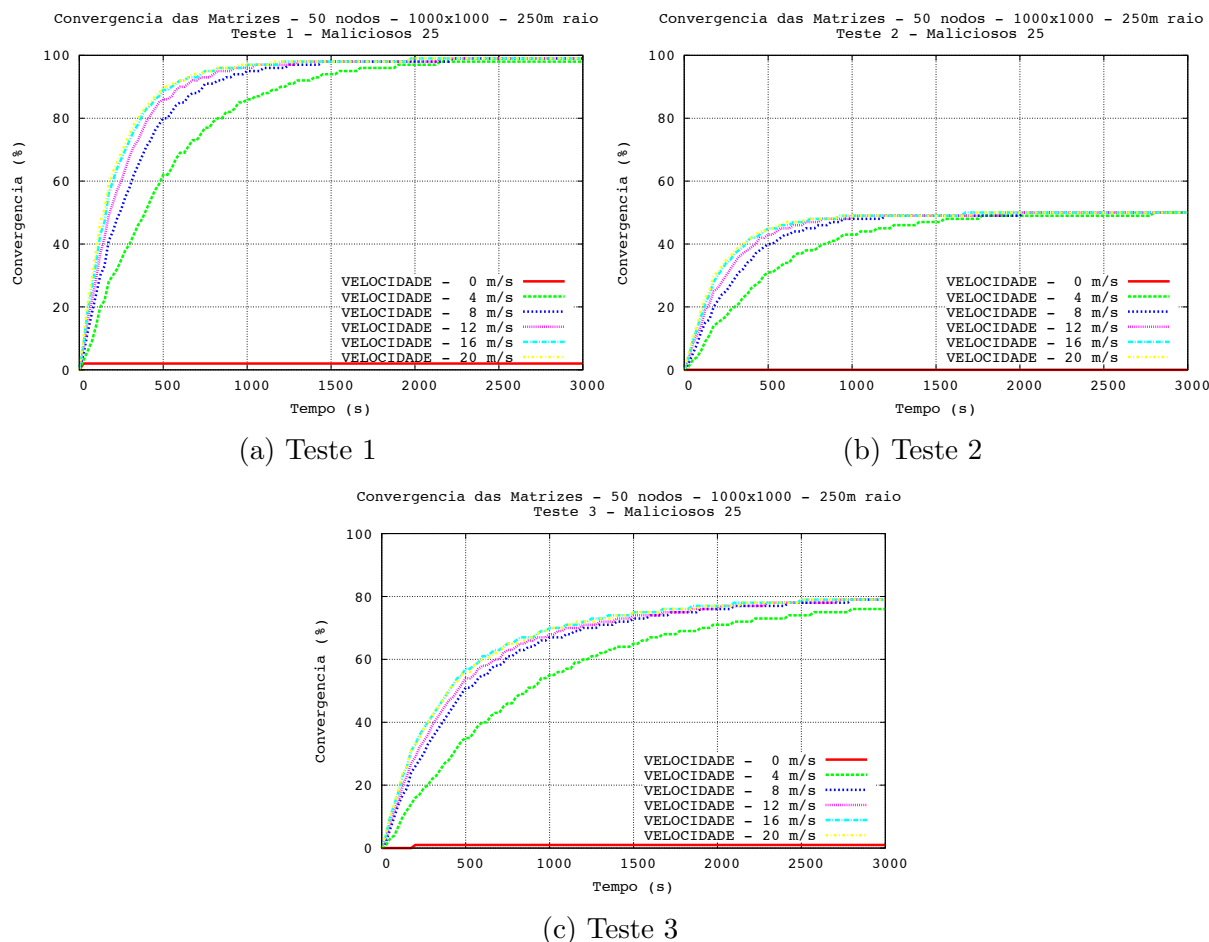 Convergencia das Matrizes - 50 nodos - 1000x1000 - 250m raio
Teste 1 - Maliciosos 25
Convergencia (%)
100
80
60
40
20
0
VELOCIDADE - 0 m/s
VELOCIDADE - 4 m/s
VELOCIDADE - 8 m/s
VELOCIDADE - 12 m/s
VELOCIDADE - 16 m/s
VELOCIDADE - 20 m/s
0 500 1000 1500 2000 2500 3000
Tempo (s)
(a) Teste 1
Convergencia das Matrizes - 50 nodos - 1000x1000 - 250m raio
Teste 2 - Maliciosos 25
Convergencia (%)
100
80
60
40
20
0
VELOCIDADE - 0 m/s
VELOCIDADE - 4 m/s
VELOCIDADE - 8 m/s
VELOCIDADE - 12 m/s
VELOCIDADE - 16 m/s
VELOCIDADE - 20 m/s
0 500 1000 1500 2000 2500 3000
Tempo (s)
(b) Teste 2
Convergencia das Matrizes - 50 nodos - 1000x1000 - 250m raio
Teste 3 - Maliciosos 25
Convergencia (%)
100
80
60
40
20
0
VELOCIDADE - 0 m/s
VELOCIDADE - 4 m/s
VELOCIDADE - 8 m/s
VELOCIDADE - 12 m/s
VELOCIDADE - 16 m/s
VELOCIDADE - 20 m/s
0 500 1000 1500 2000 2500 3000
Tempo (s)
(c) Teste 3